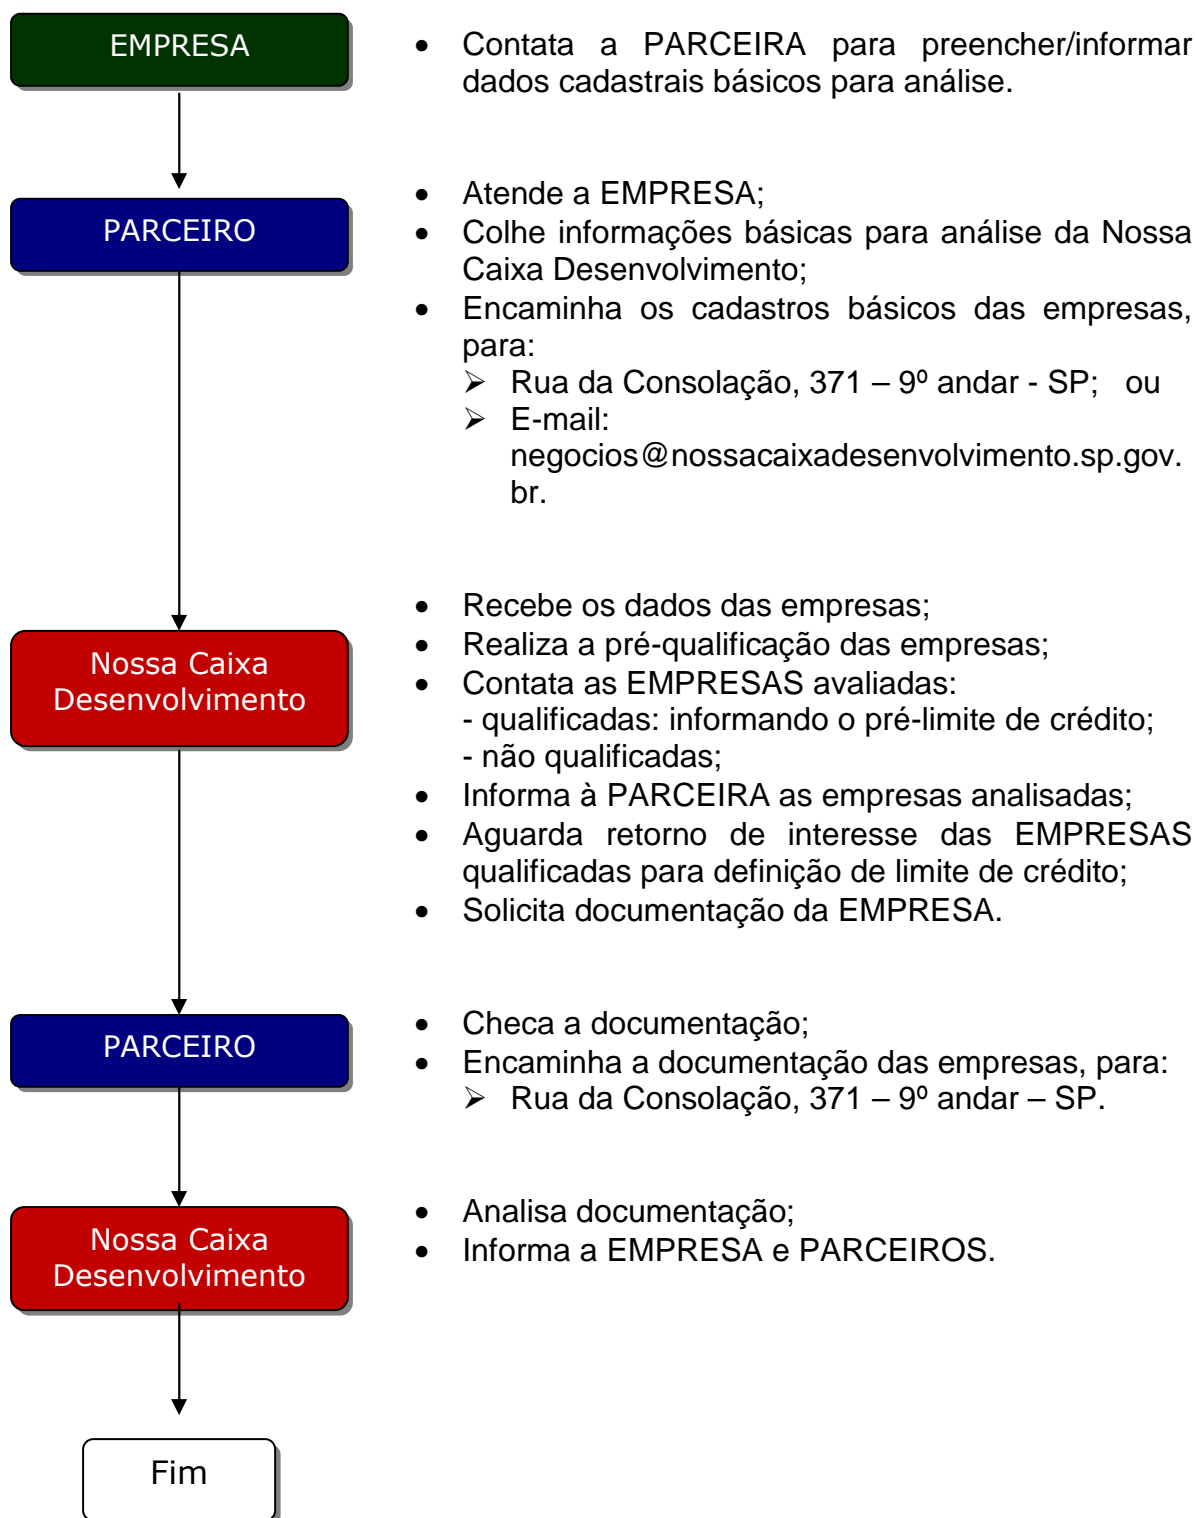 EMPRESA
• Contata a PARCEIRA para preencher/informar
dados cadastrais básicos para análise.
PARCEIRO
• Atende a EMPRESA;
• Colhe informações básicas para análise da Nossa
Caixa Desenvolvimento;
• Encaminha os cadastros básicos das empresas,
para:
➢ Rua da Consolação, 371 – 9º andar - SP; ou
➢ E-mail:
negocios@nossacaixadesenvolvimento.sp.gov.
br.
Nossa Caixa
Desenvolvimento
• Recebe os dados das empresas;
• Realiza a pré-qualificação das empresas;
• Contata as EMPRESAS avaliadas:
- qualificadas: informando o pré-limite de crédito;
- não qualificadas;
• Informa à PARCEIRA as empresas analisadas;
• Aguarda retorno de interesse das EMPRESAS
qualificadas para definição de limite de crédito;
• Solicita documentação da EMPRESA.
PARCEIRO
• Checa a documentação;
• Encaminha a documentação das empresas, para:
➢ Rua da Consolação, 371 – 9º andar – SP.
Nossa Caixa
Desenvolvimento
• Analisa documentação;
• Informa a EMPRESA e PARCEIROS.
Fim